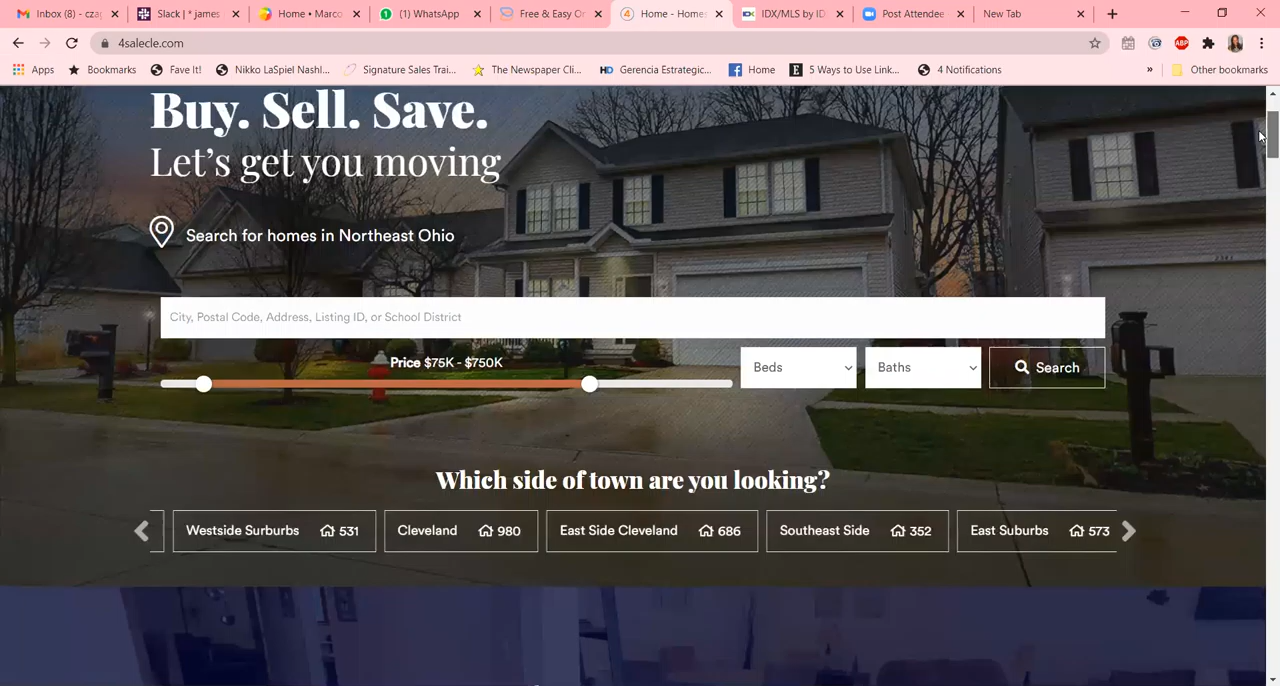 Inbox (8) - cza
Slack | * james
Home • Marco
(1) WhatsApp
Free & Easy O
Home - Home
IDX/MLS by ID
Post Attendee
New Tab
4salecle.com
ABP
Apps
Bookmarks
Fave It!
Nikko LaSpiel Nashl...
Signature Sales Trai...
The Newspaper Cli...
HD
Gerencia Estrategic...
Home
5 Ways to Use Link...
4 Notifications
»
Other bookmarks
Buy. Sell. Save.
Let's get you moving
Search for homes in Northeast Ohio
City, Postal Code, Address, Listing ID, or School District
Price $75K - $750K
Beds
Baths
Search
Which side of town are you looking?
Westside Surburbs 531
Cleveland 980
East Side Cleveland 686
Southeast Side 352
East Suburbs 573